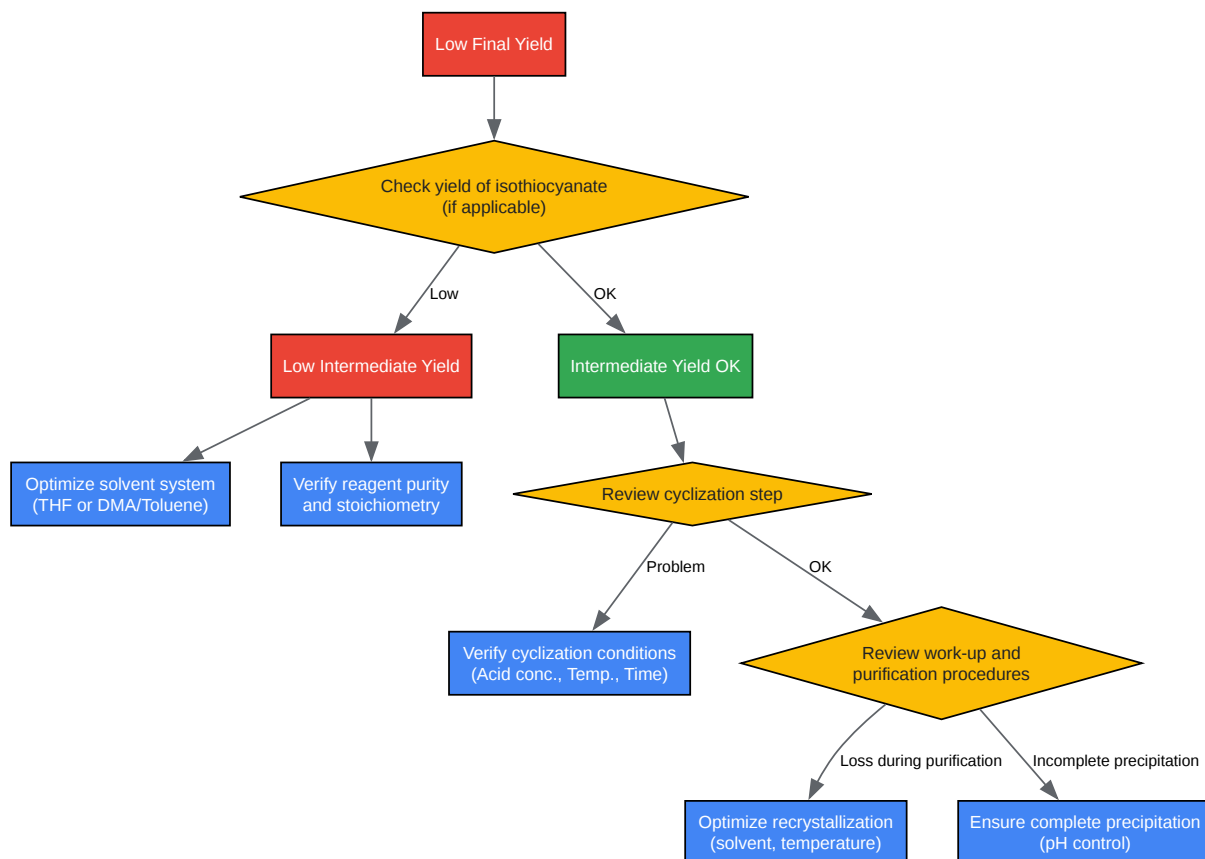 Low Final Yield
Check yield of isothiocyanate
(if applicable)
Low
OK
Low Intermediate Yield
Intermediate Yield OK
Optimize solvent system
(THF or DMA/Toluene)
Verify reagent purity
and stoichiometry
Review cyclization step
Problem
OK
Verify cyclization conditions
(Acid conc., Temp., Time)
Review work-up and
purification procedures
Loss during purification
Incomplete precipitation
Optimize recrystallization
(solvent, temperature)
Ensure complete precipitation
(pH control)